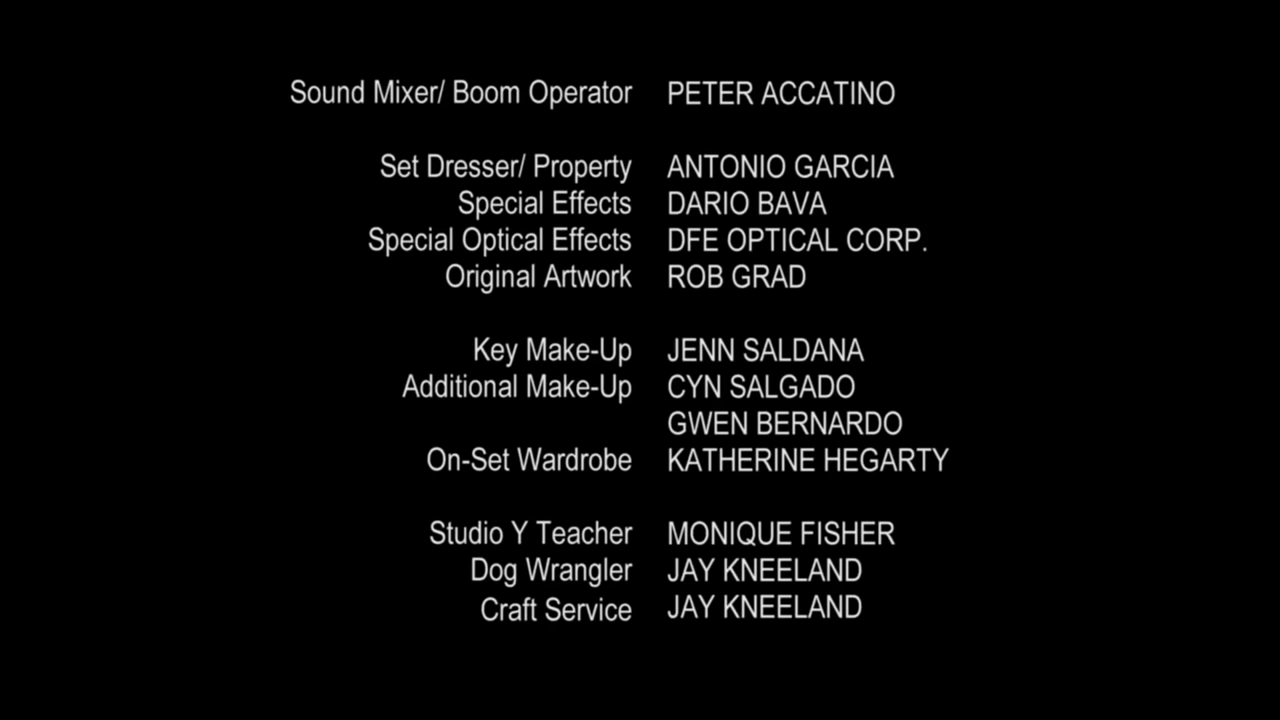 Sound Mixer/ Boom Operator PETER ACCATINO
Set Dresser/ Property ANTONIO GARCIA
Special Effects DARIO BAVA
Special Optical Effects DFE OPTICAL CORP.
Original Artwork ROB GRAD
Key Make-Up JENN SALDANA
Additional Make-Up CYN SALGADO
GWEN BERNARDO
On-Set Wardrobe KATHERINE HEGARTY
Studio Y Teacher MONIQUE FISHER
Dog Wrangler JAY KNEELAND
Craft Service JAY KNEELAND